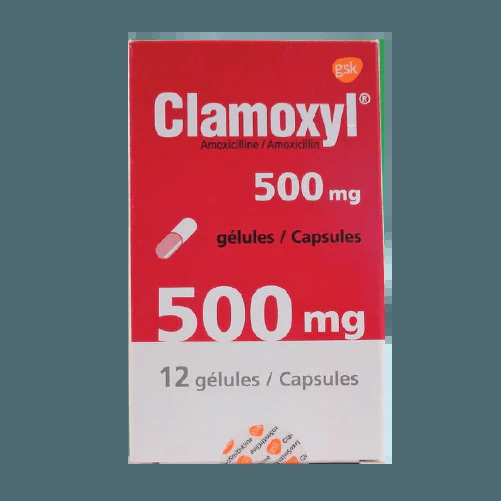 gsk
Clamoxyl®
Amoxicilline / Amoxicillin
500 mg
gélules / Capsules
500 mg
12 gélules / Capsules